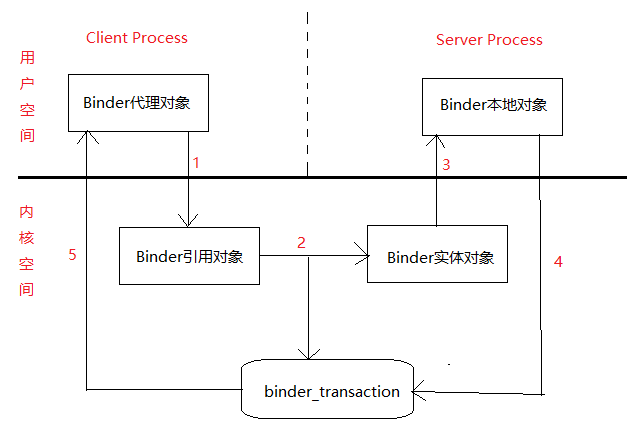 Client Process
Server Process
用户空间
Binder代理对象
Binder本地对象
1
3
内核空间
5
Binder引用对象
2
Binder实体对象
4
binder_transaction